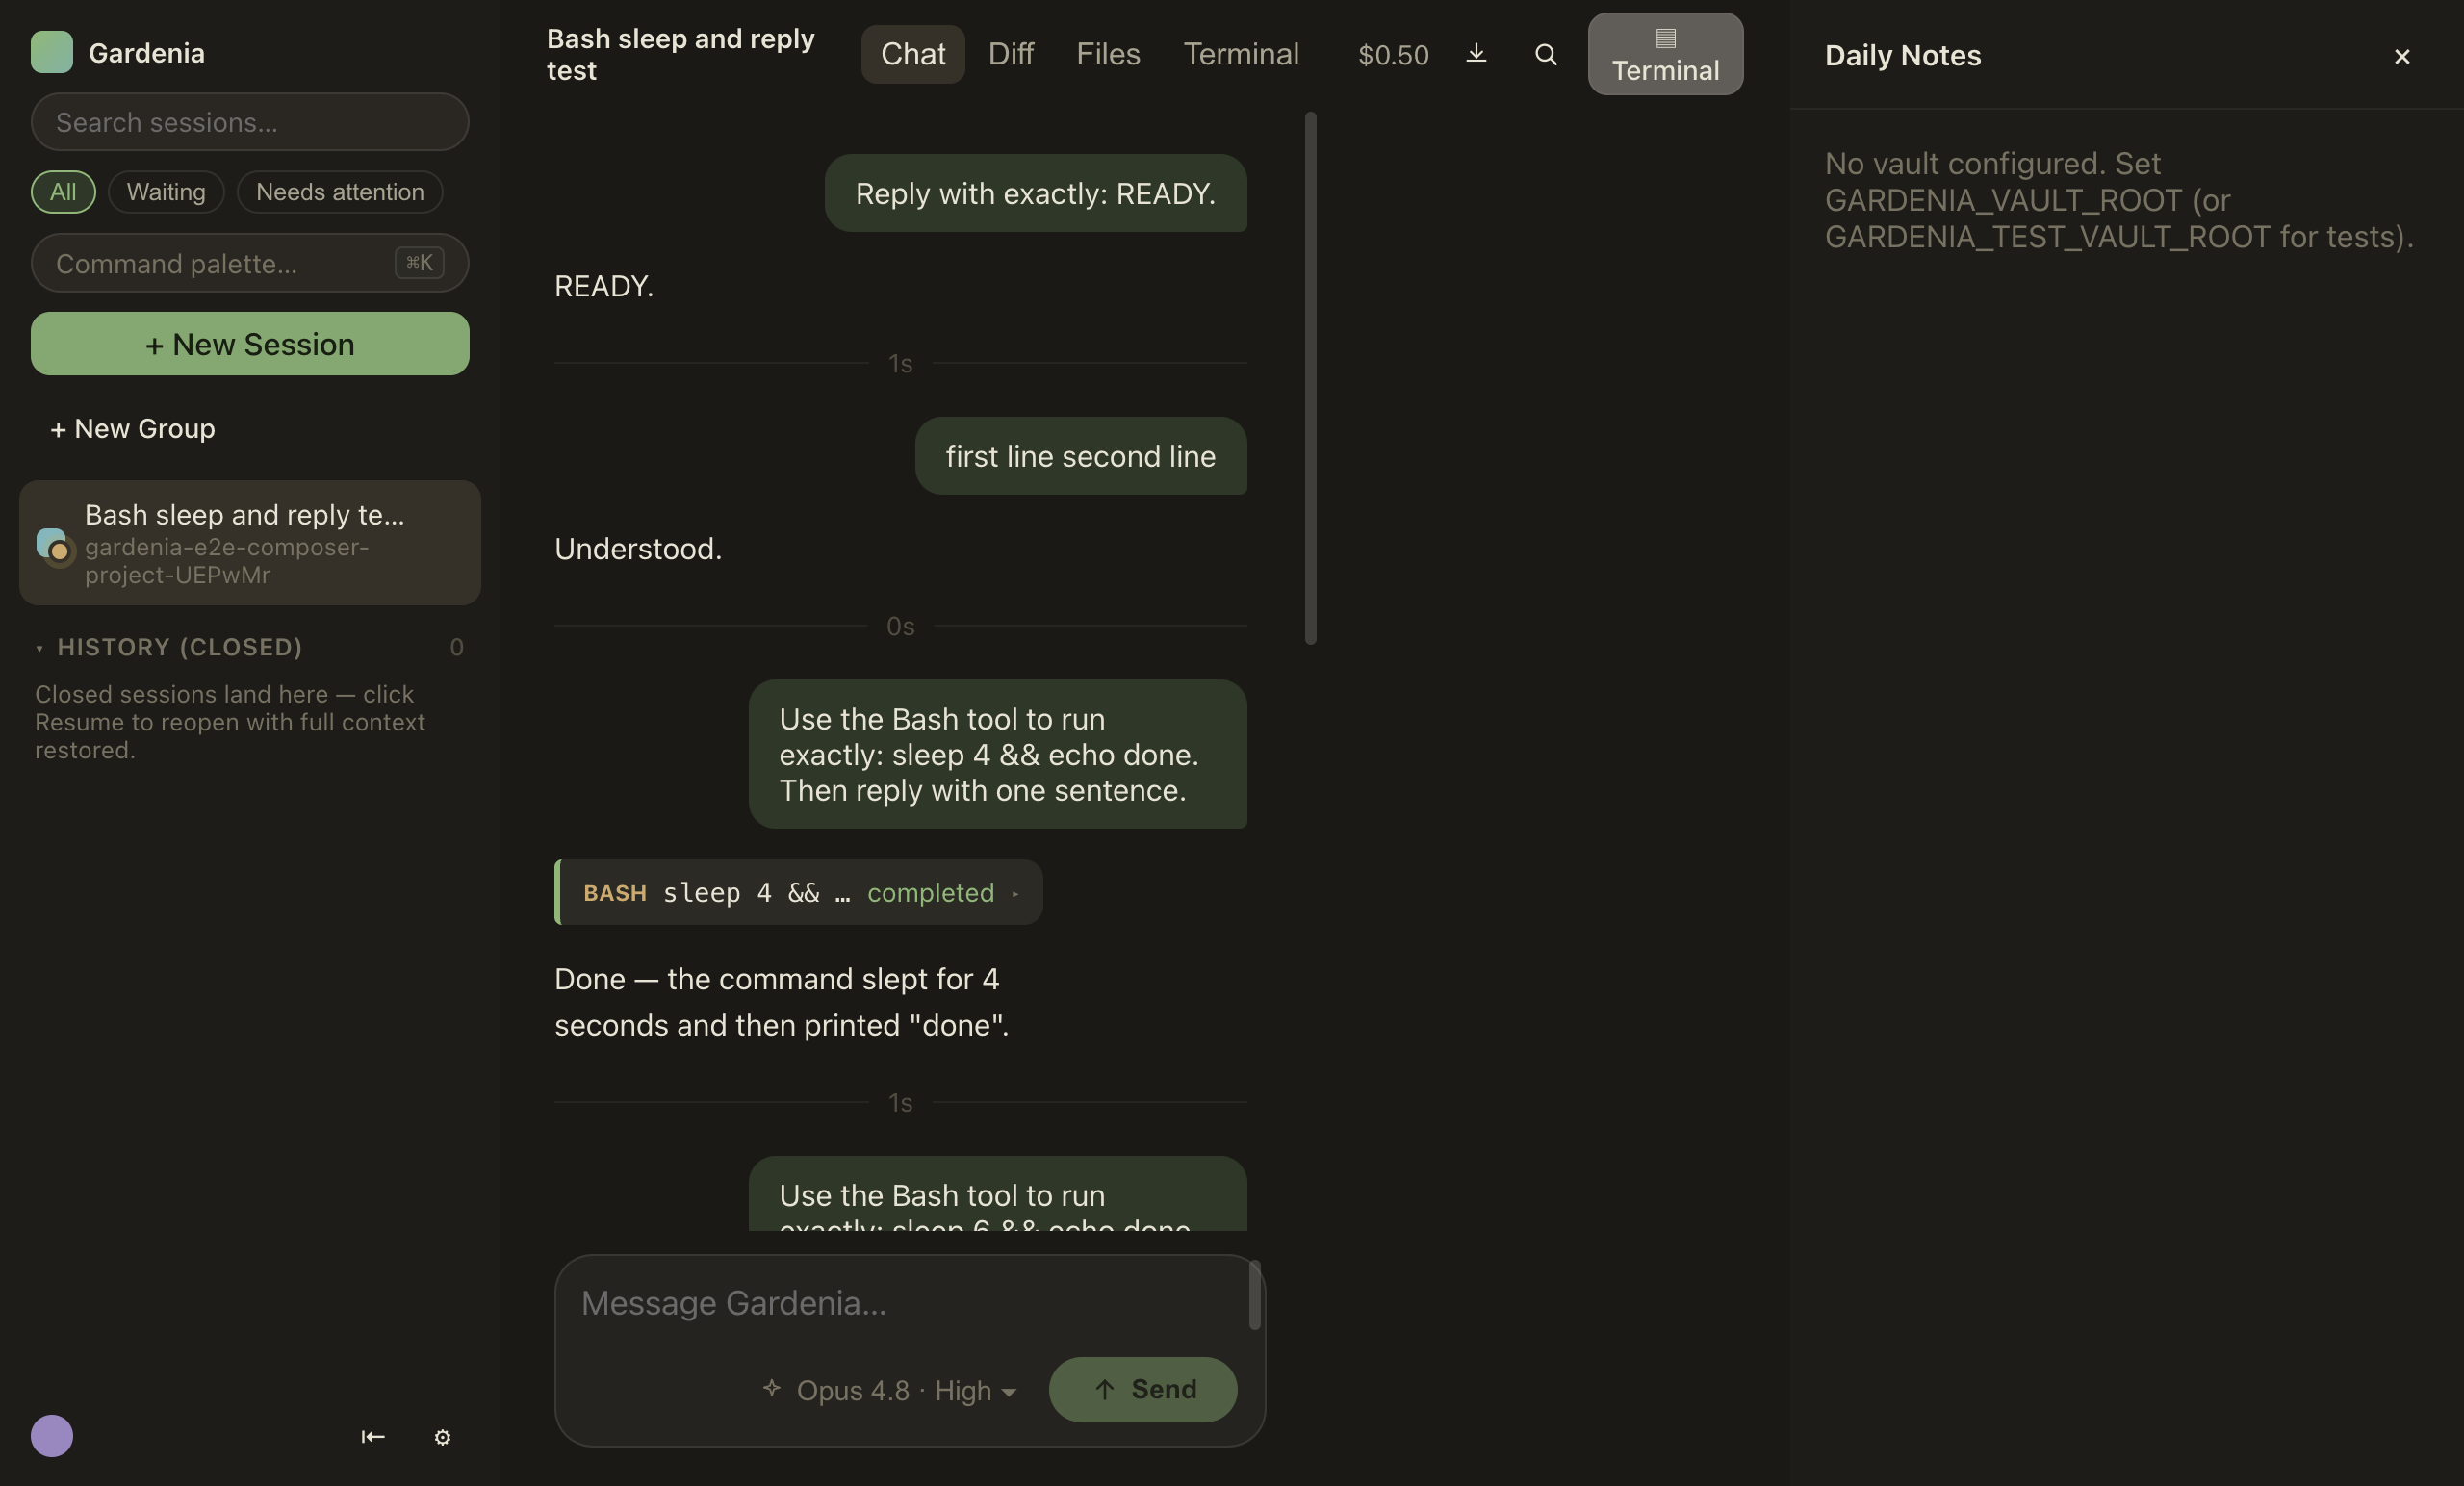 Gardenia
Search sessions...
All
Waiting
Needs attention
Command palette...
⌘K
+ New Session
+ New Group
Bash sleep and reply te...
gardenia-e2e-composer-
project-UEPwMr
HISTORY (CLOSED)
0
Closed sessions land here — click
Resume to reopen with full context
restored.
Bash sleep and reply
test
Chat
Diff
Files
Terminal
$0.50
Terminal
Reply with exactly: READY.
READY.
1s
first line second line
Understood.
0s
Use the Bash tool to run
exactly: sleep 4 && echo done.
Then reply with one sentence.
BASH sleep 4 && … completed
Done — the command slept for 4
seconds and then printed "done".
1s
Use the Bash tool to run
exactly: sleep 6 && echo done
Message Gardenia...
Opus 4.8 · High
Send
Daily Notes
No vault configured. Set
GARDENIA_VAULT_ROOT (or
GARDENIA_TEST_VAULT_ROOT for tests).